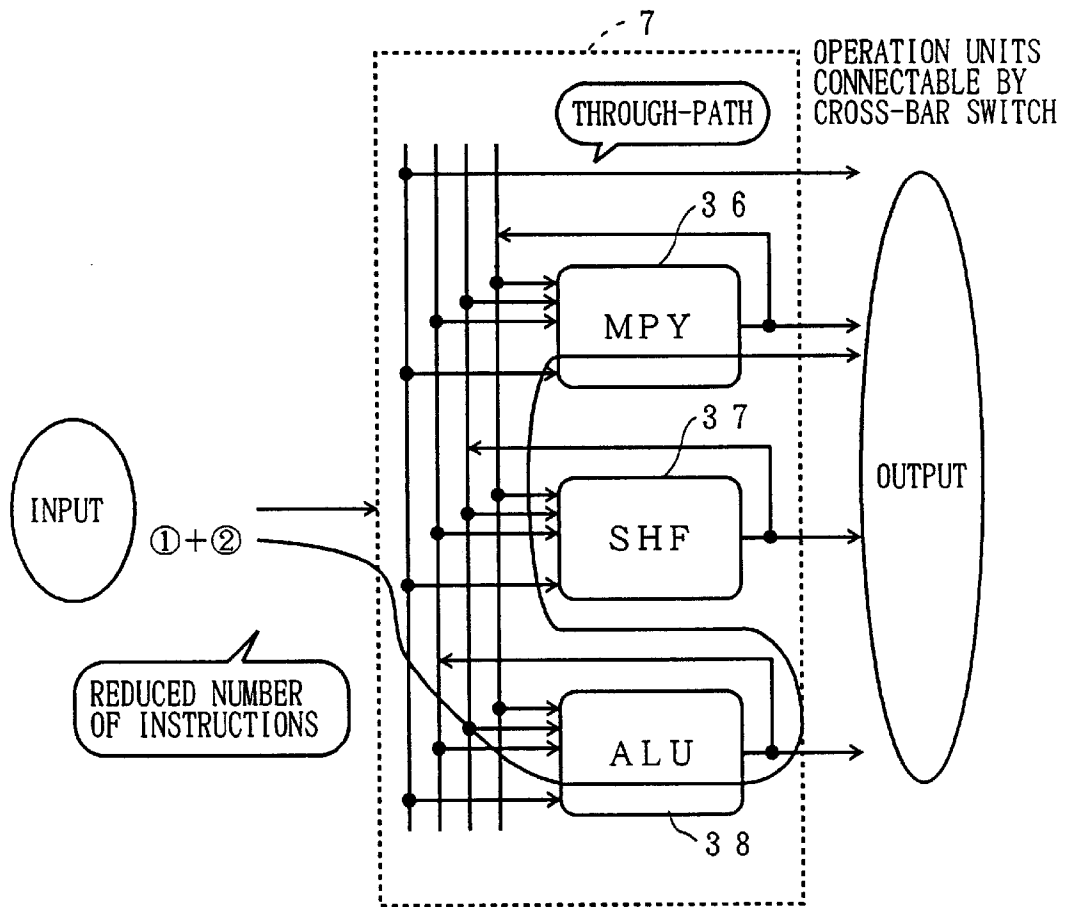 7
OPERATION UNITS
CONNECTABLE BY
CROSS-BAR SWITCH
THROUGH-PATH
36
MPY
37
INPUT
OUTPUT
①+②
SHF
REDUCED NUMBER
OF INSTRUCTIONS
ALU
38